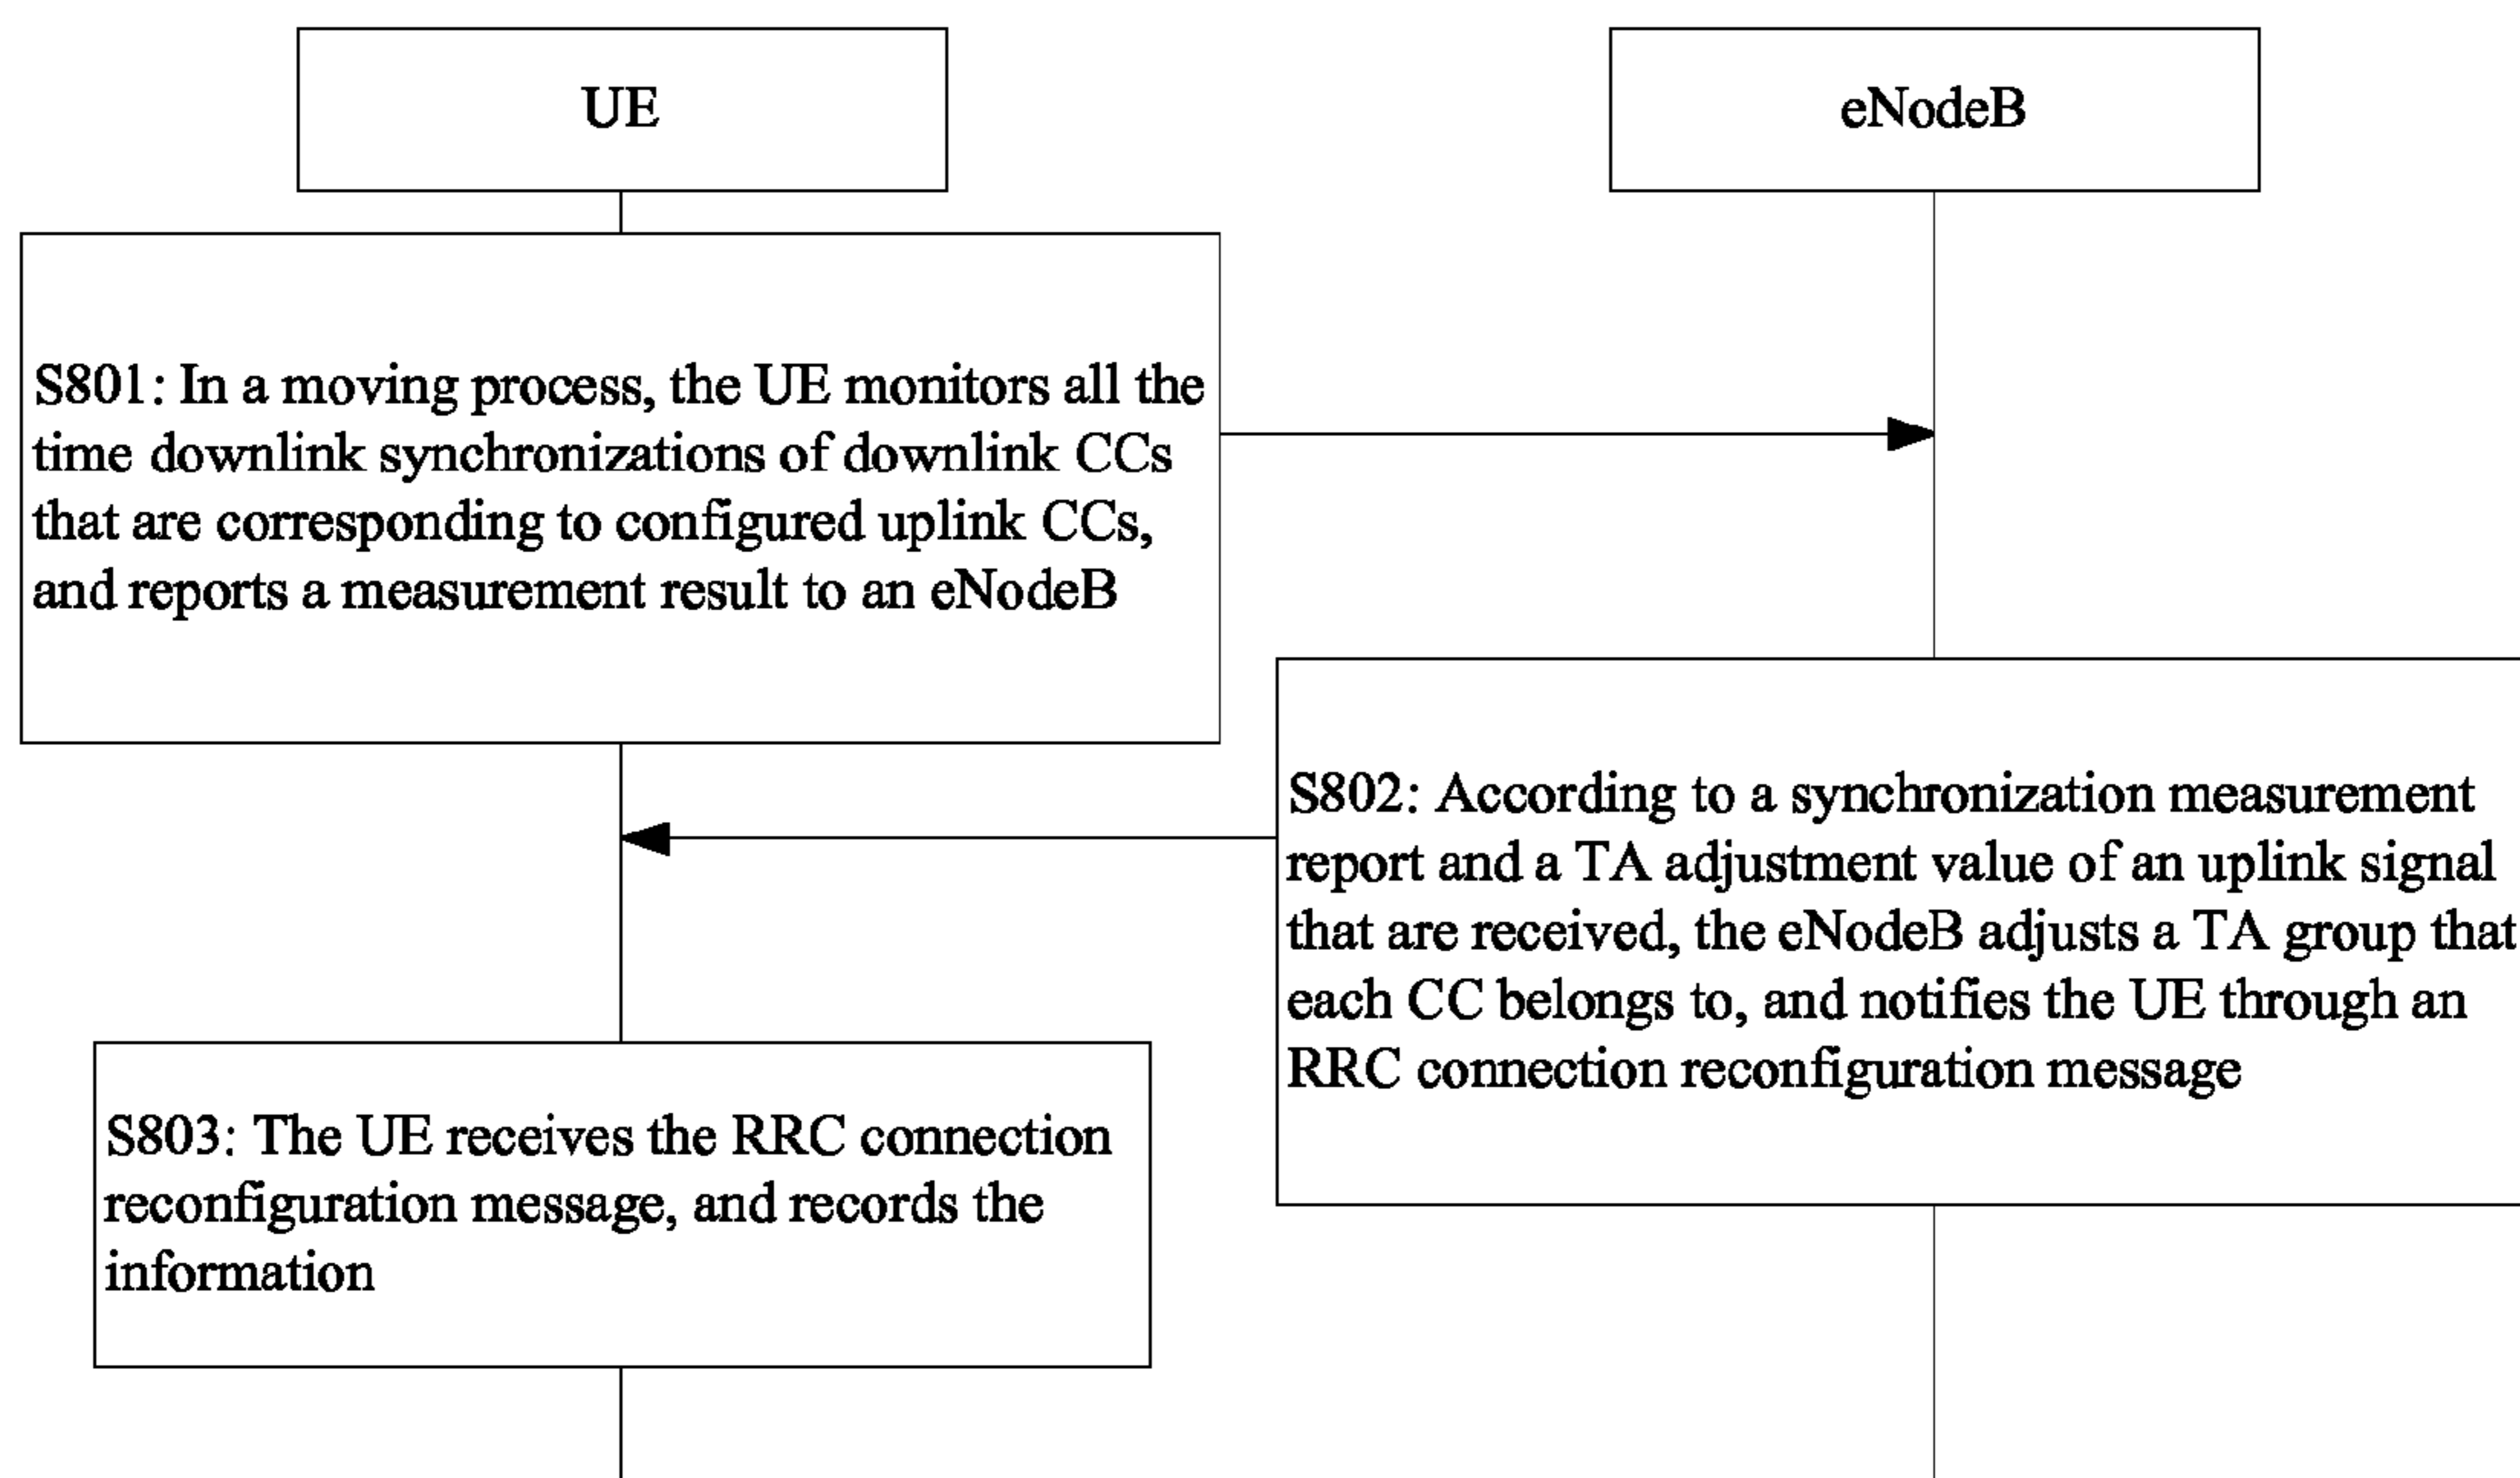 UE
eNodeB
S801: In a moving process, the UE monitors all the
time downlink synchronizations of downlink CCs
that are corresponding to configured uplink CCs,
and reports a measurement result to an eNodeB
S802: According to a synchronization measurement
report and a TA adjustment value of an uplink signal
that are received, the eNodeB adjusts a TA group that
each CC belongs to, and notifies the UE through an
RRC connection reconfiguration message
S803: The UE receives the RRC connection
reconfiguration message, and records the
information